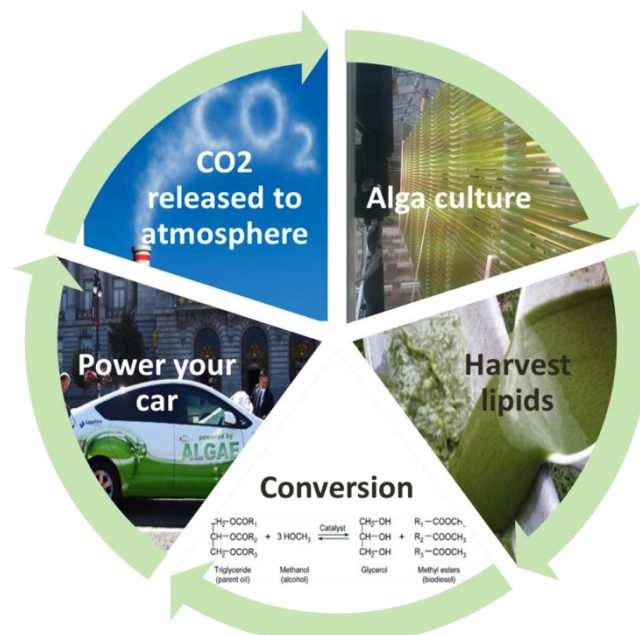 CO2
CO2
released to
atmosphere
Alga culture
Harvest
lipids
Conversion
CH₂-OCOR₁
CH-OCOR₂ + 3 HOCH₃ Catalyst
CH₂-OCOR₃
CH₂-OH
CH-OH +
CH₂-OH
R₁-COOCH₃
R₂-COOCH₃
R₃-COOCH₃
Triglyceride
(parent oil)
Methanol
(alcohol)
Glycerol
Methyl esters
(biodiesel)
Power your
car
powered by
ALGAE